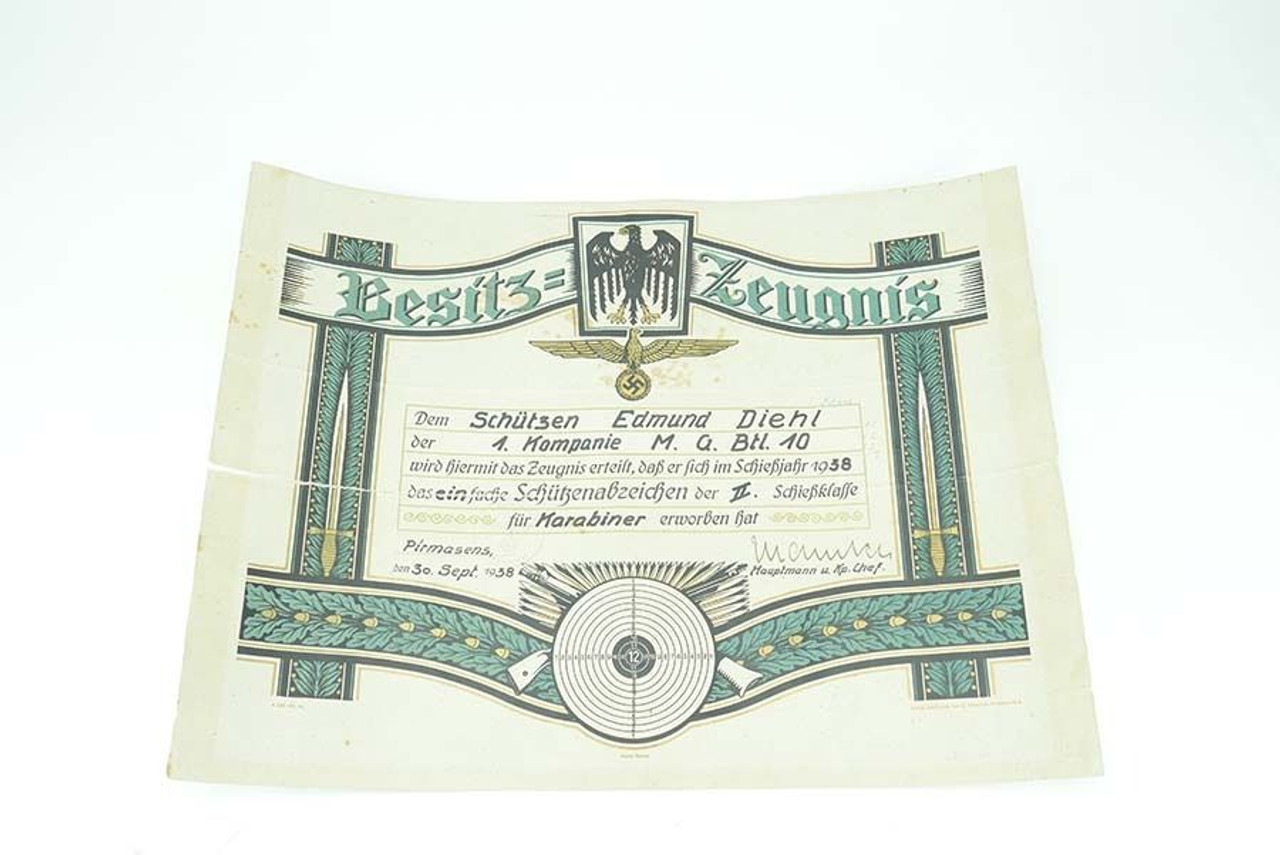 Besitz=Zeugnis
Dem Schützen Edmund Diehl
der 1. Kompanie M. G. Btl. 10
wird hiermit das Zeugnis erteilt, daß er sich im Schießjahr 1938
das einfache Schützenabzeichen der II. Schießklasse
für Karabiner erworben hat
Pirmasens,
den 30. Sept. 1938
Hauptmann u. Kp. Chef.
12